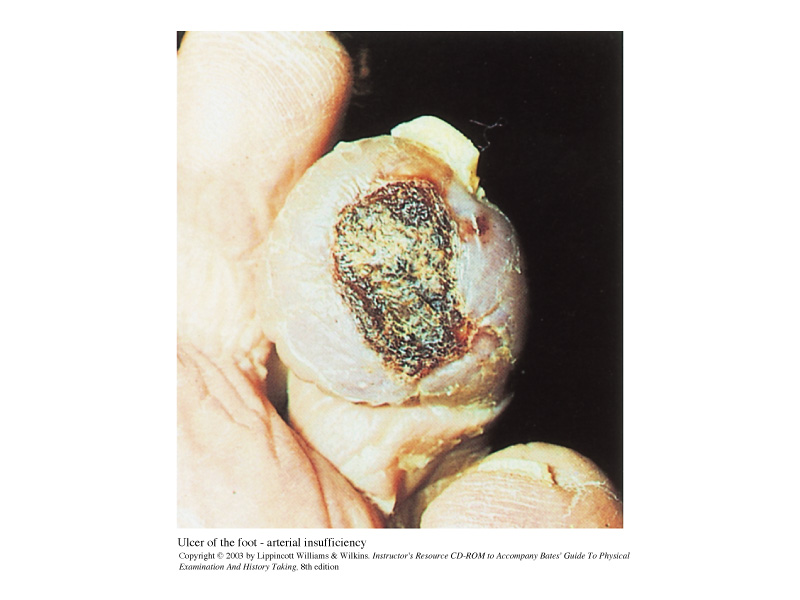 Ulcer of the foot - arterial insufficiency
Copyright © 2003 by Lippincott Williams & Wilkins. Instructor's Resource CD-ROM to Accompany Bates' Guide To Physical
Examination And History Taking, 8th edition